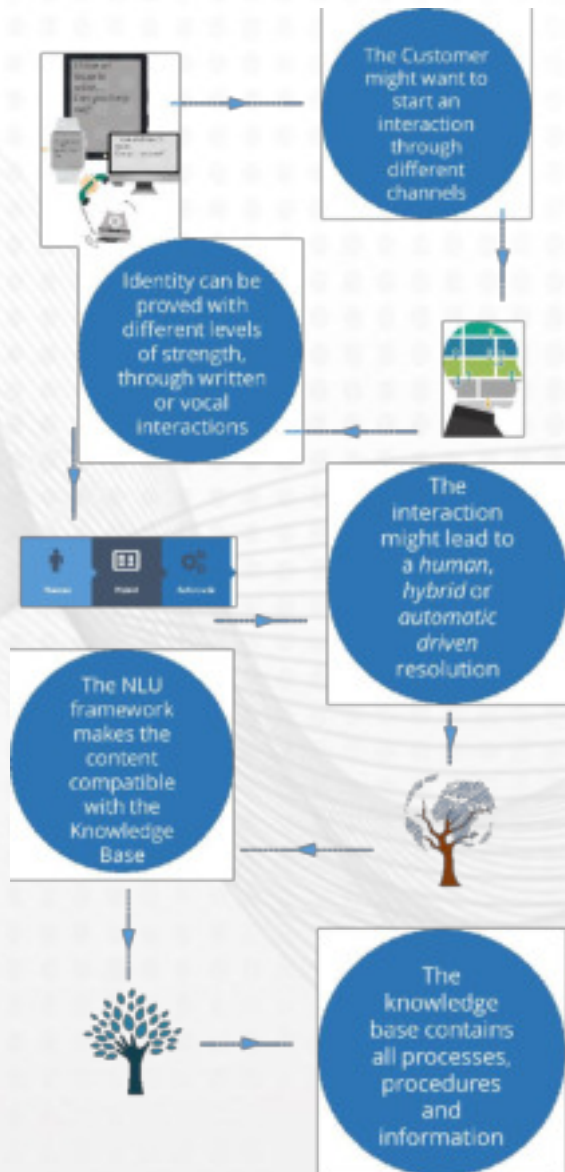 The Customer
might want to
start an
interaction
through
different
channels
Identity can be
proved with
different levels
of strength,
through written
or vocal
interactions
The
interaction
might lead to
a human,
hybrid or
automatic
driven
resolution
The NLU
framework
makes the
content
compatible
with the
Knowledge
Base
The
knowledge
base contains
all processes,
procedures
and
information